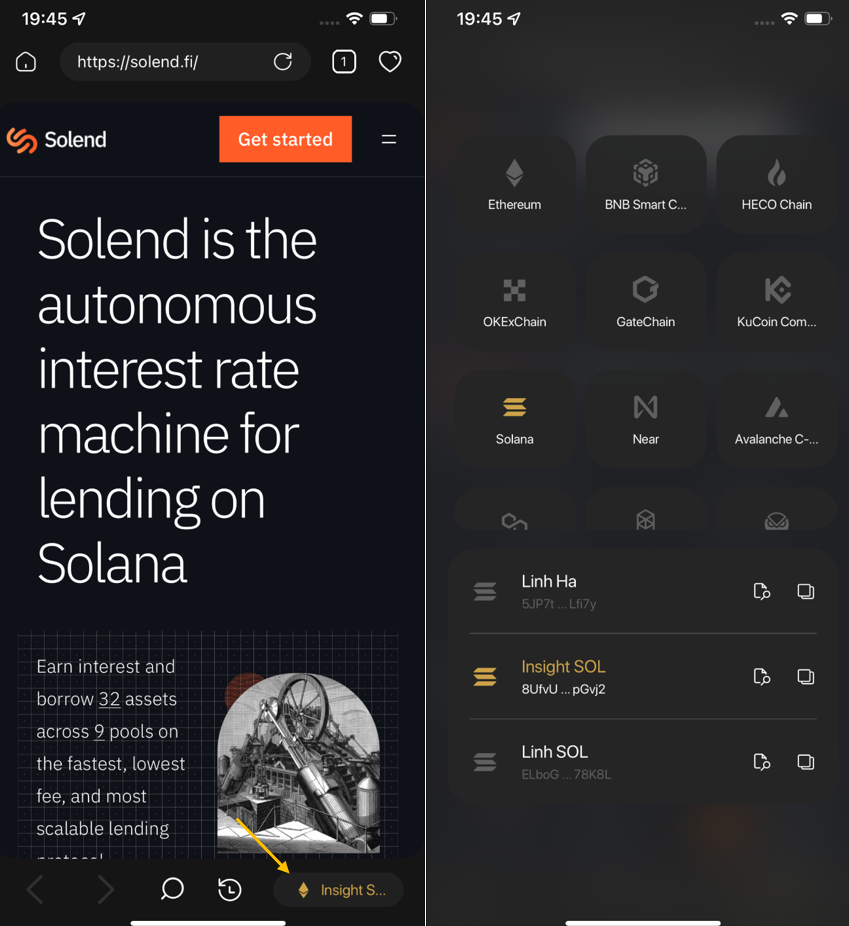 19:45
https://solend.fi/
1
Solend
Get started
Solend is the
autonomous
interest rate
machine for
lending on
Solana
Earn interest and
borrow 32 assets
across 9 pools on
the fastest, lowest
fee, and most
scalable lending
protocol
Insight S...
19:45
Ethereum
BNB Smart C...
HECO Chain
OKExChain
GateChain
KuCoin Com...
Solana
Near
Avalanche C-...
Linh Ha
5JP7t ... Lfi7y
Insight SOL
8UfvU ... pGvj2
Linh SOL
ELboG ... 78K8L